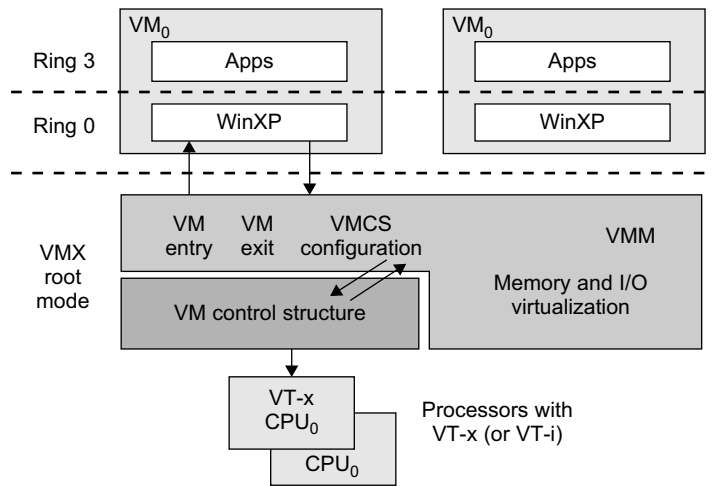 VM0
VM0
Ring 3
Apps
Apps
Ring 0
WinXP
WinXP
VMX
root
mode
VM
entry
VM
exit
VMCS
configuration
VMM
Memory and I/O
virtualization
VM control structure
VT-x
CPU0
CPU0
Processors with
VT-x (or VT-i)